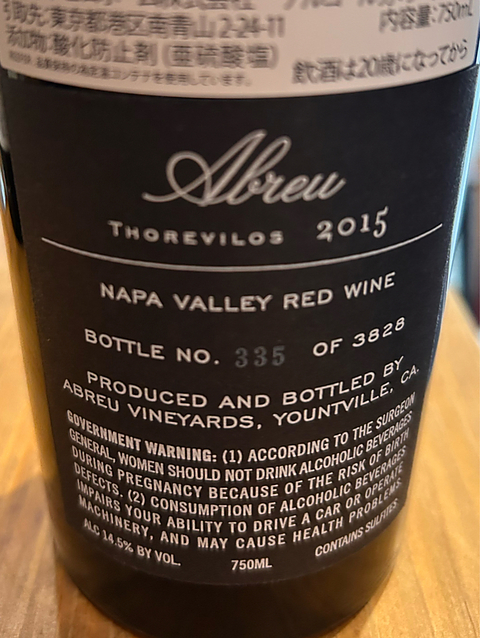 引取先:東京都港区南青山2-24-11
内容量:750mL
添加物:酸化防止剤(亜硫酸塩)
飲酒は20歳になってから
Abreu
THOREVILOS 2015
NAPA VALLEY RED WINE
BOTTLE NO. 335 OF 3828
PRODUCED AND BOTTLED BY
ABREU VINEYARDS, YOUNTVILLE, CA.
GOVERNMENT WARNING: (1) ACCORDING TO THE SURGEON
GENERAL, WOMEN SHOULD NOT DRINK ALCOHOLIC BEVERAGES
DURING PREGNANCY BECAUSE OF THE RISK OF BIRTH
DEFECTS. (2) CONSUMPTION OF ALCOHOLIC BEVERAGES
IMPAIRS YOUR ABILITY TO DRIVE A CAR OR OPERATE
MACHINERY, AND MAY CAUSE HEALTH PROBLEMS.
ALC 14.5% BY VOL. 750ML CONTAINS SULFITES